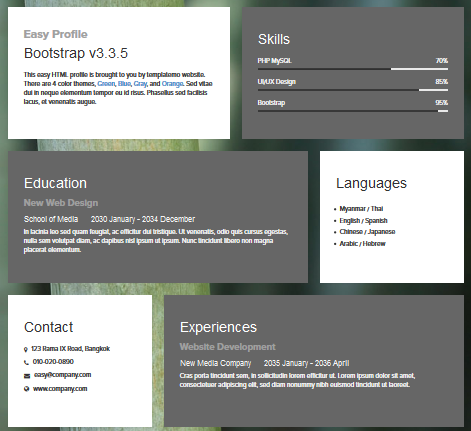 Easy Profile
Bootstrap v3.3.5
This easy HTML profile is brought to you by templatemo website.
There are 4 color themes, Green, Blue, Gray, and Orange. Sed vitae
dui in neque elementum tempor eu id risus. Phasellus sed facilisis
lacus, et venenatis augue.
Skills
PHP MySQL 70%
UI/UX Design 85%
Bootstrap 95%
Education
New Web Design
School of Media 2030 January - 2034 December
In lacinia leo sed quam feugiat, ac efficitur dui tristique. Ut venenatis, odio quis cursus egestas,
nulla sem volutpat diam, ac dapibus nisl ipsum ut ipsum. Nunc tincidunt libero non magna
placerat elementum.
Languages
Myanmar / Thai
English / Spanish
Chinese / Japanese
Arabic / Hebrew
Contact
123 Rama IX Road, Bangkok
010-020-0890
easy@company.com
www.company.com
Experiences
Website Development
New Media Company 2035 January - 2036 April
Cras porta tincidunt sem, in sollicitudin lorem efficitur ut. Lorem ipsum dolor sit amet,
consectetuer adipiscing elit, sed diam nonummy nibh euismod tincidunt ut laoreet.